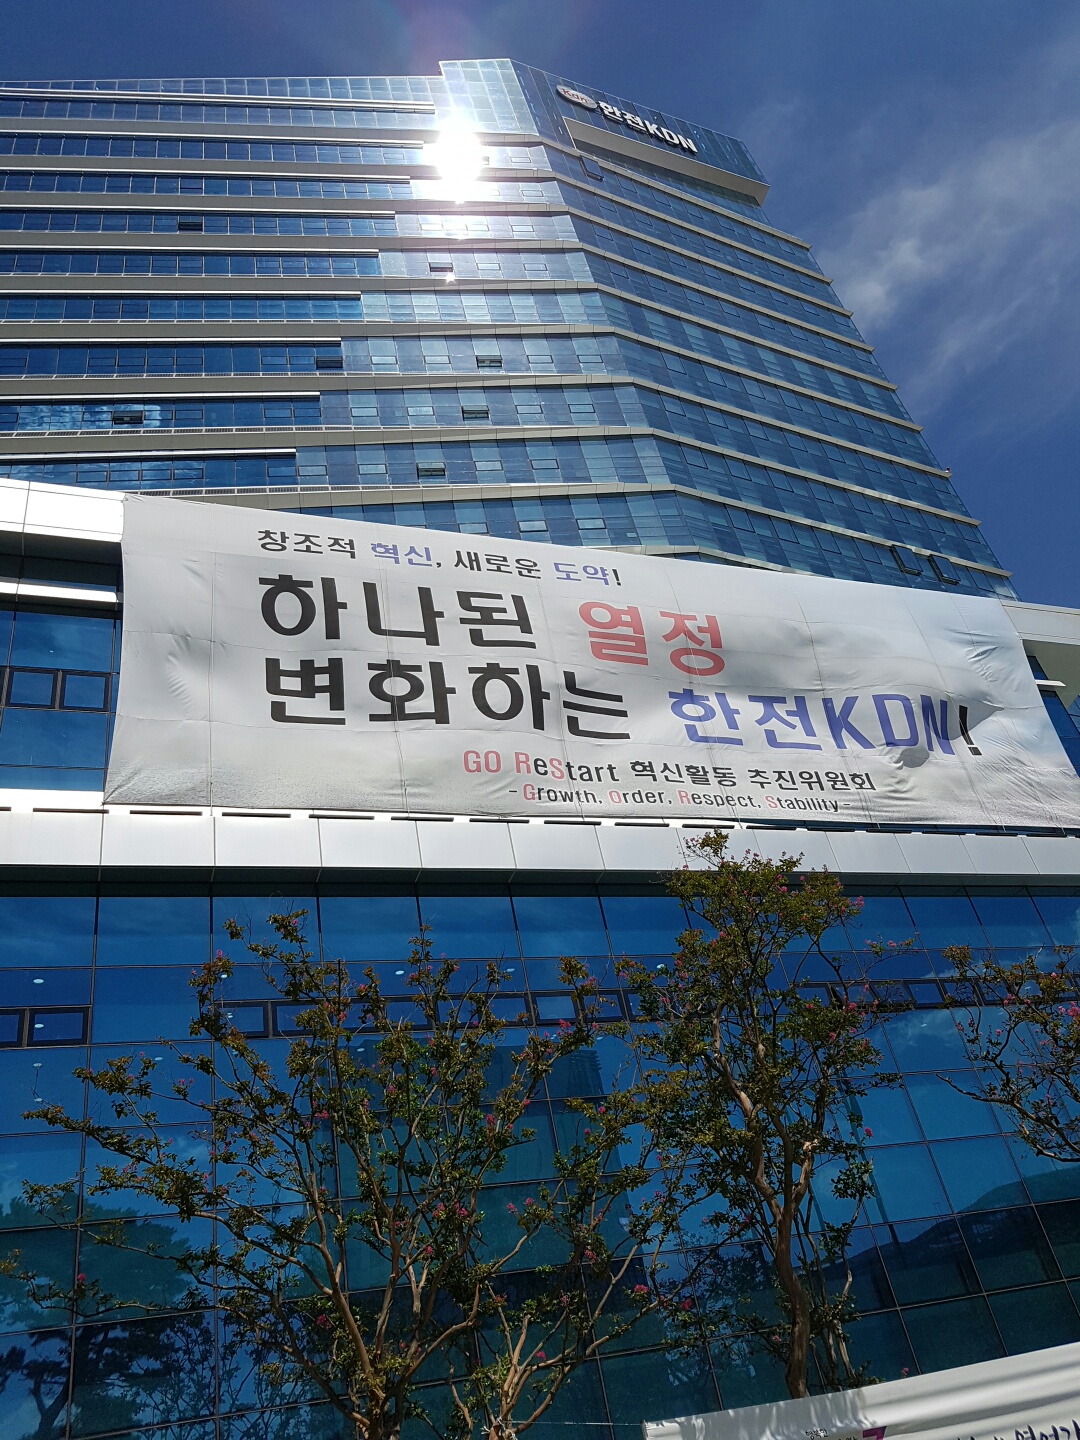 Kdn 한전KDN
창조적 혁신, 새로운 도약!
하나된 열정
변화하는 한전KDN!
GO ReStart 혁신활동 추진위원회
- Growth, Order, Respect, Stability -